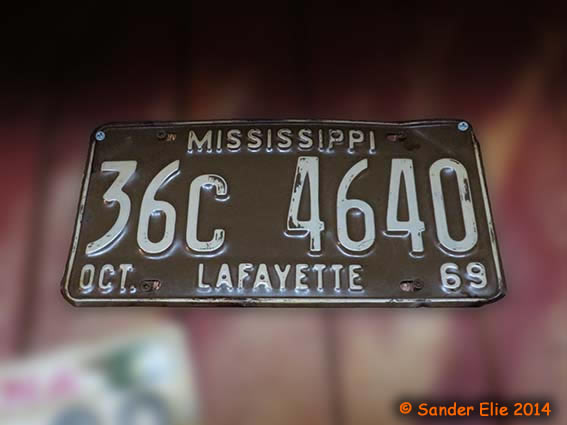 MISSISSIPPI
36C 4640
OCT. LAFAYETTE 69
© Sander Elie 2014